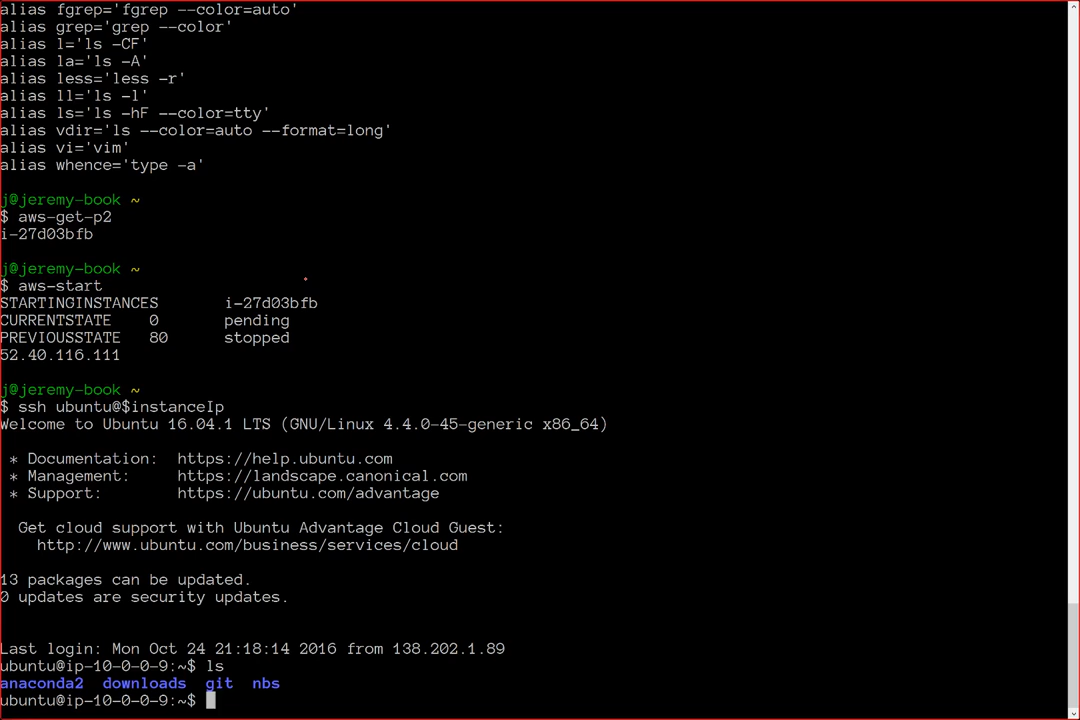 alias fgrep='fgrep --color=auto'
alias grep='grep --color'
alias l='ls -CF'
alias la='ls -A'
alias less='less -r'
alias ll='ls -l'
alias ls='ls -hF --color=tty'
alias vdir='ls --color=auto --format=long'
alias vi='vim'
alias whence='type -a'
j@jeremy-book ~
$ aws-get-p2
i-27d03bfb
j@jeremy-book ~
$ aws-start
STARTINGINSTANCES i-27d03bfb
CURRENTSTATE 0 pending
PREVIOUSSTATE 80 stopped
52.40.116.111
j@jeremy-book ~
$ ssh ubuntu@$instanceIp
Welcome to Ubuntu 16.04.1 LTS (GNU/Linux 4.4.0-45-generic x86_64)
* Documentation: https://help.ubuntu.com
* Management: https://landscape.canonical.com
* Support: https://ubuntu.com/advantage
Get cloud support with Ubuntu Advantage Cloud Guest:
http://www.ubuntu.com/business/services/cloud
13 packages can be updated.
0 updates are security updates.
Last login: Mon Oct 24 21:18:14 2016 from 138.202.1.89
ubuntu@ip-10-0-0-9:~$ ls
anaconda2 downloads git nbs
ubuntu@ip-10-0-0-9:~$